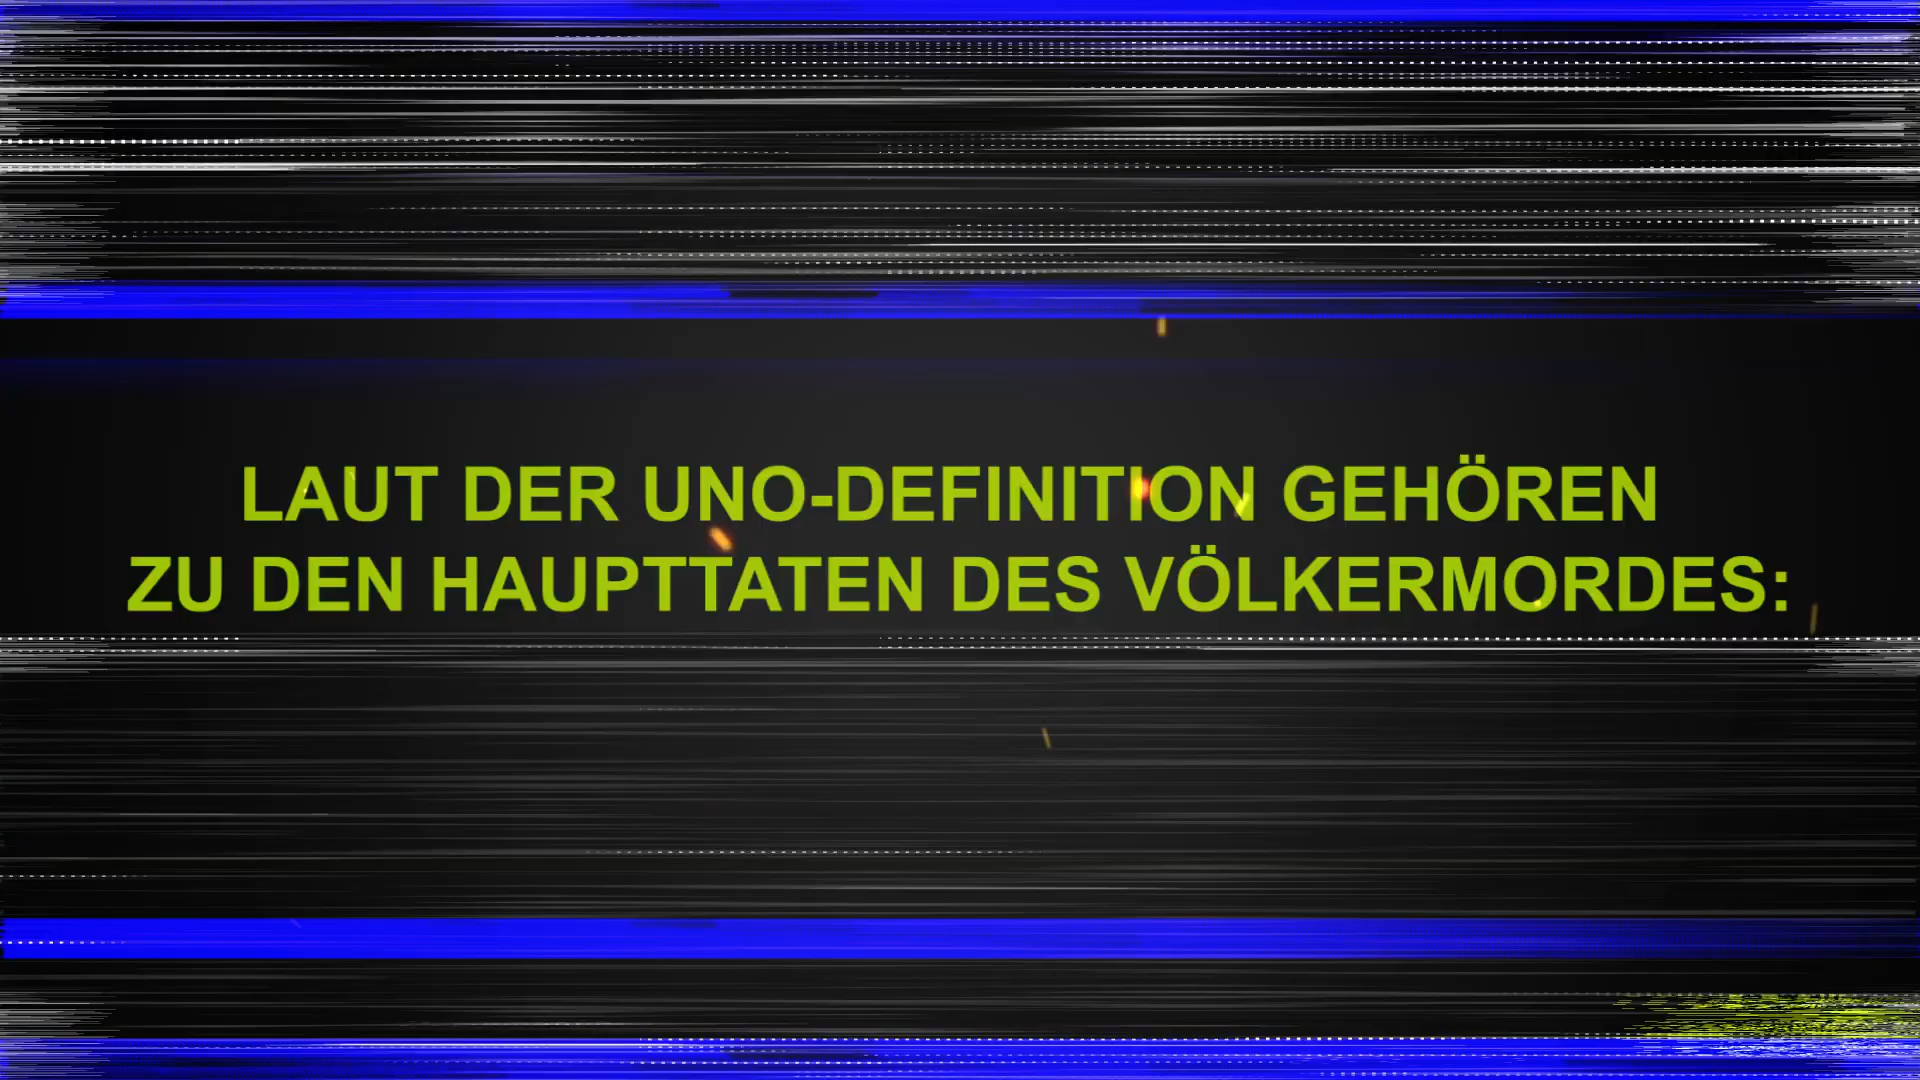 LAUT DER UNO-DEFINITION GEHÖREN
ZU DEN HAUPTTATEN DES VÖLKERMORDES: